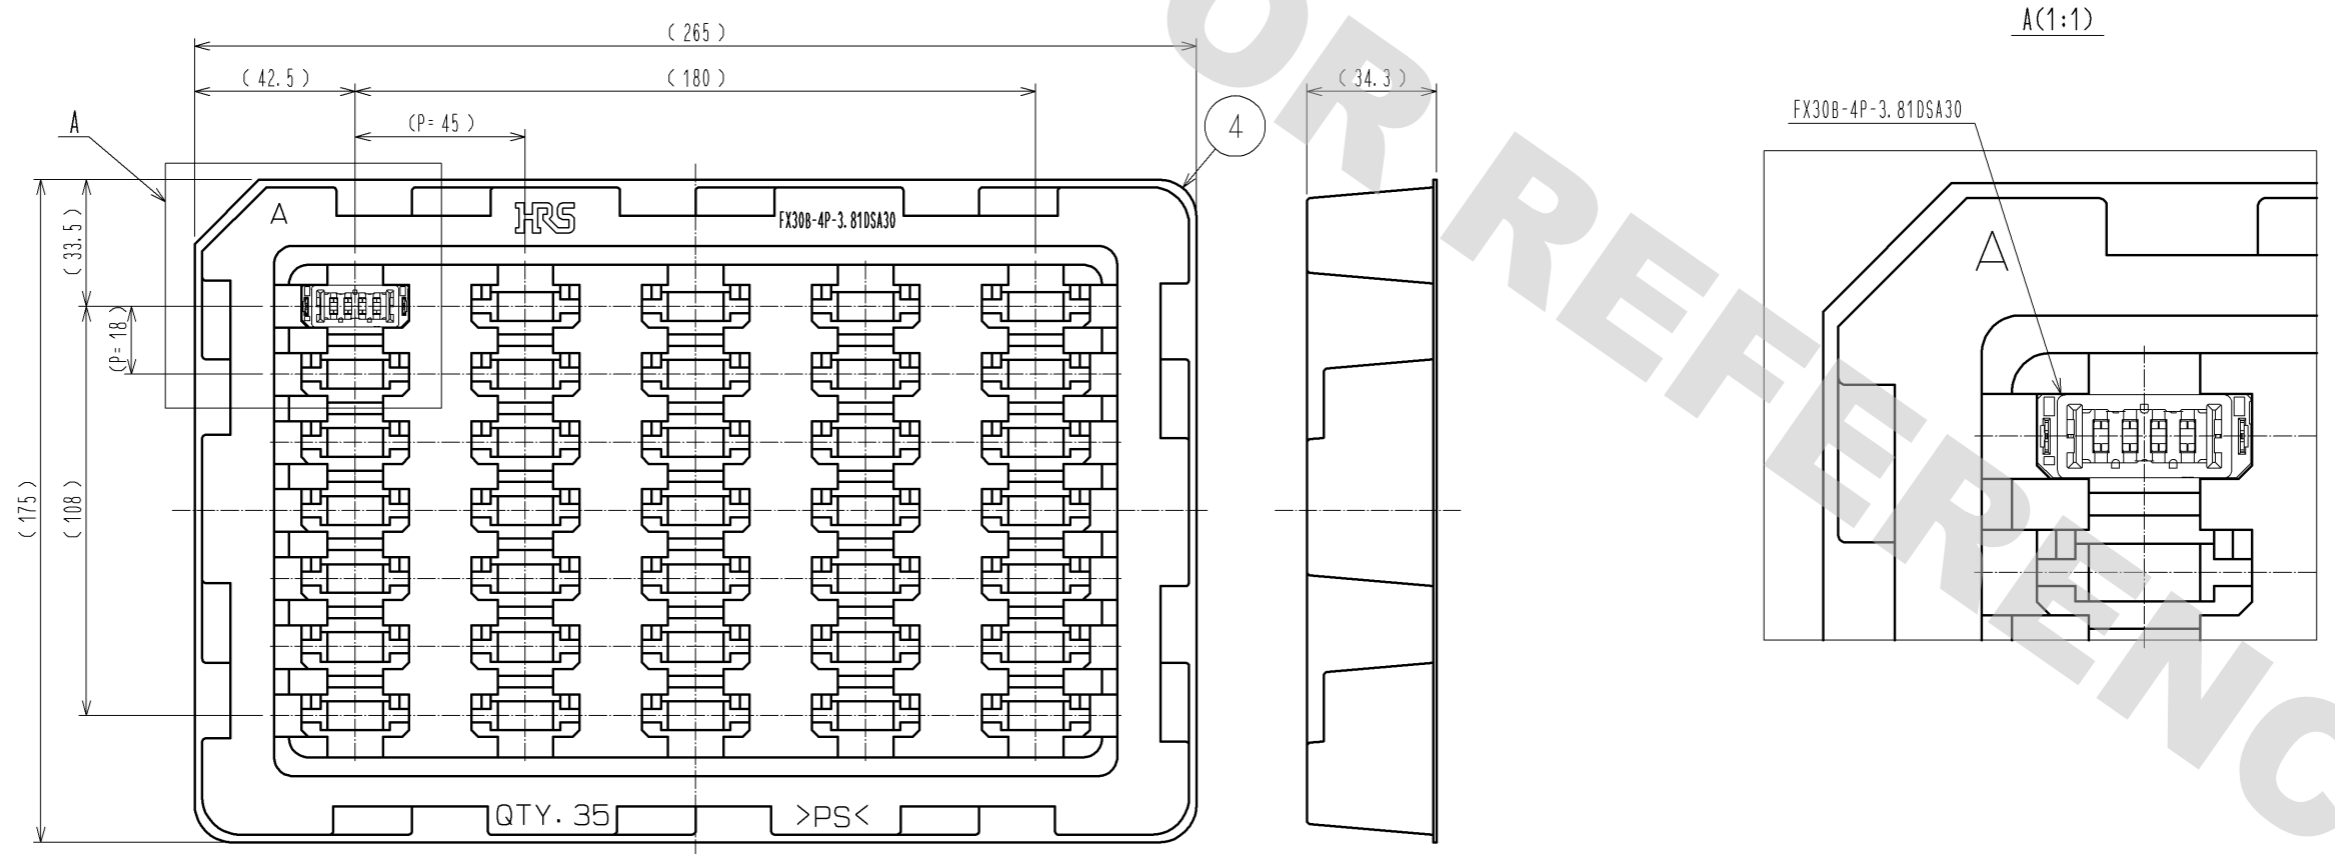 ( 265 )
A(1:1)
( 42.5 )
( 180 )
( 34.3 )
FX30B-4P-3.81DSA30
A
(P= 45 )
4
A
HRS
FX30B-4P-3.81DSA30
A
( 33.5 )
(P= 18 )
( 175 )
( 108 )
QTY. 35
>PS<
OR REFERENC